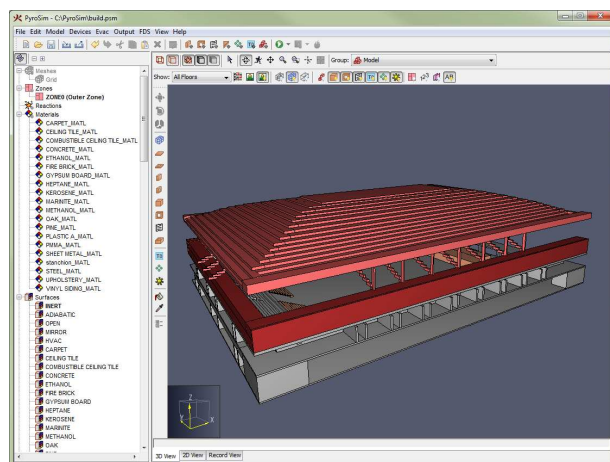 PyroSim - C:\PyroSim\build.psm
File Edit Model Devices Evac Output FDS View Help
Group: Model
Show: All Floors
Meshes
Grid
Zones
ZONE0 (Outer Zone)
Reactions
Materials
CARPET_MATL
CEILING TILE_MATL
COMBUSTIBLE CEILING TILE_MATL
CONCRETE_MATL
ETHANOL_MATL
FIRE BRICK_MATL
GYPSUM BOARD_MATL
HEPTANE_MATL
KEROSENE_MATL
MARINITE_MATL
METHANOL_MATL
OAK_MATL
PINE_MATL
PLASTIC A_MATL
PMMA_MATL
SHEET METAL_MATL
stanchion_MATL
STEEL_MATL
UPHOLSTERY_MATL
VINYL SIDING_MATL
Surfaces
INERT
ADIABATIC
OPEN
MIRROR
HVAC
CARPET
CEILING TILE
COMBUSTIBLE CEILING TILE
CONCRETE
ETHANOL
FIRE BRICK
GYPSUM BOARD
HEPTANE
KEROSENE
MARINITE
METHANOL
OAK
Z
Y
X
3D View 2D View Record View